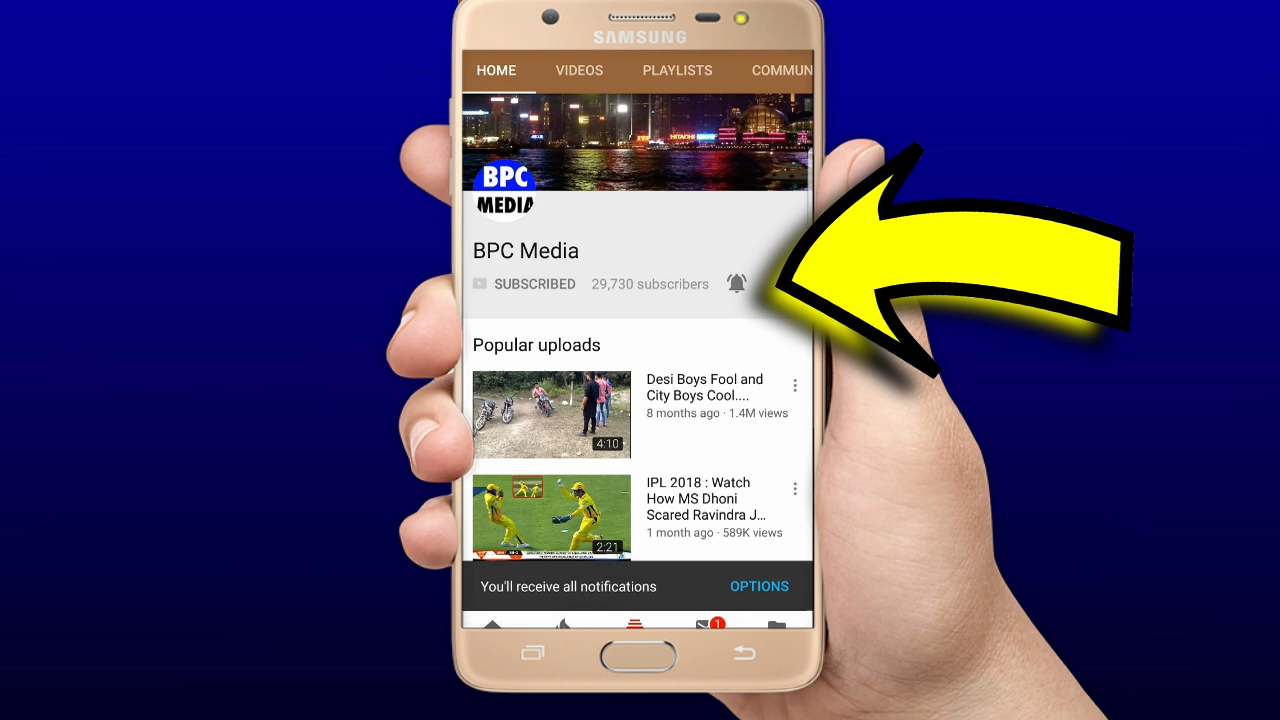 SAMSUNG
HOME VIDEOS PLAYLISTS COMMUN
HITACHI
BPC
MEDIA
BPC Media
SUBSCRIBED 29,730 subscribers
Popular uploads
Desi Boys Fool and
City Boys Cool....
8 months ago · 1.4M views
4:10
IPL 2018 : Watch
How MS Dhoni
Scared Ravindra J...
1 month ago · 589K views
2:21
You'll receive all notifications OPTIONS
1